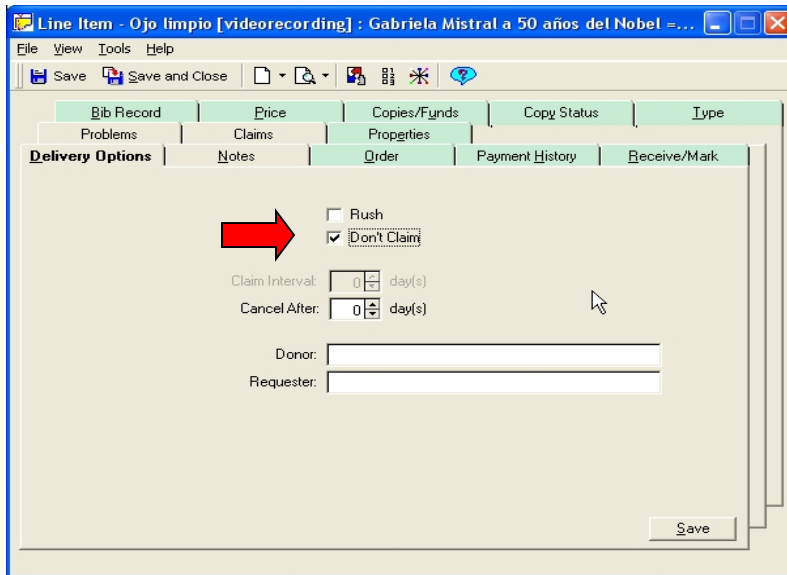 Line Item - Ojo limpio [videorecording] : Gabriela Mistral a 50 años del Nobel =...
File View Tools Help
Save Save and Close
Bib Record Price Copies/Funds Copy Status Type
Problems Claims Properties
Delivery Options Notes Order Payment History Receive/Mark
Rush
Don't Claim
Claim Interval: 0 day(s)
Cancel After: 0 day(s)
Donor:
Requester:
Save